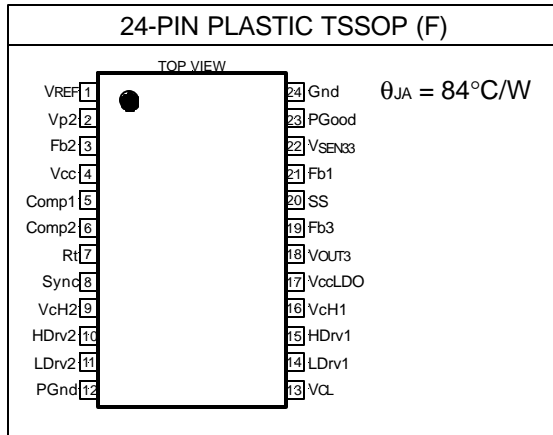 24-PIN PLASTIC TSSOP (F)
TOP VIEW
θJA = 84°C/W
VREF 1
Vp2 2
Fb2 3
Vcc 4
Comp1 5
Comp2 6
Rt 7
Sync 8
VcH2 9
HDrv2 10
LDrv2 11
PGnd 12
24 Gnd
23 PGood
22 VSEN33
21 Fb1
20 SS
19 Fb3
18 VOUT3
17 VccLDO
16 VcH1
15 HDrv1
14 LDrv1
13 VCL